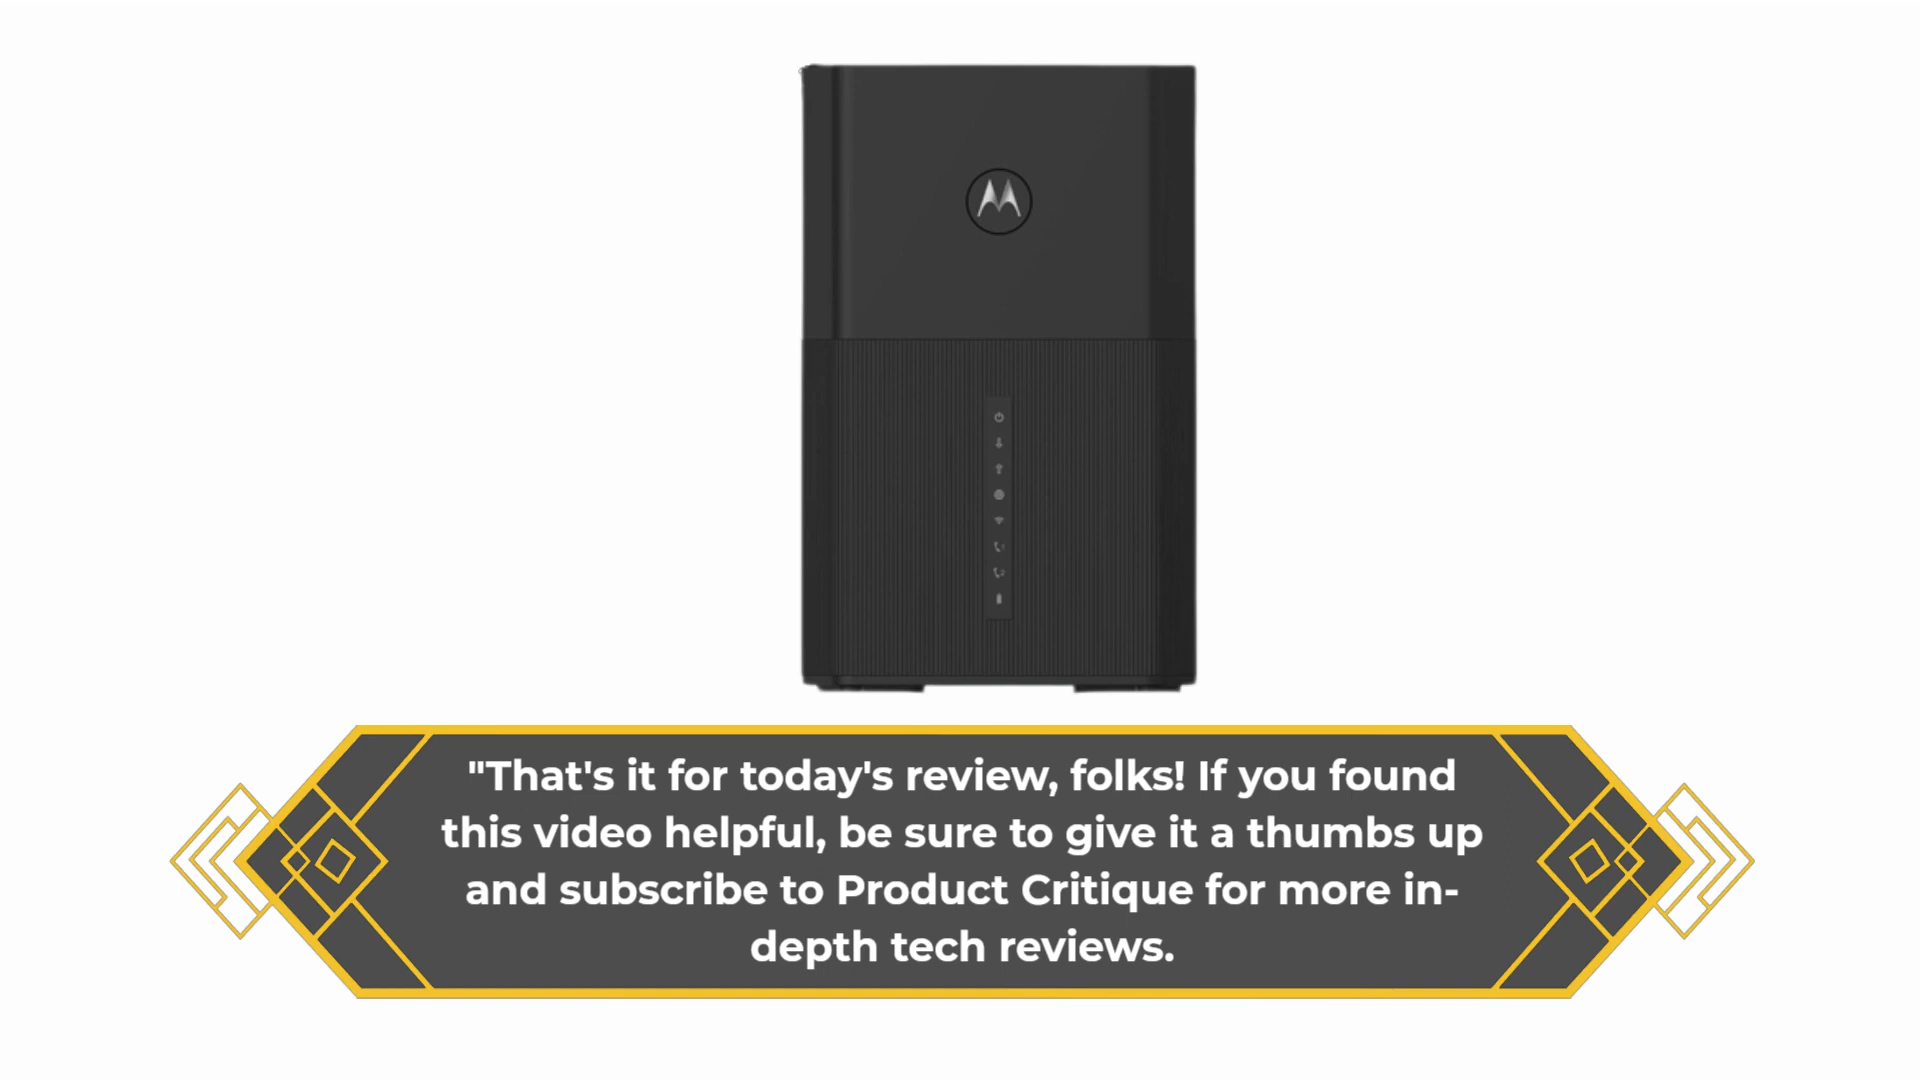 "That's it for today's review, folks! If you found
this video helpful, be sure to give it a thumbs up
and subscribe to Product Critique for more in-
depth tech reviews.